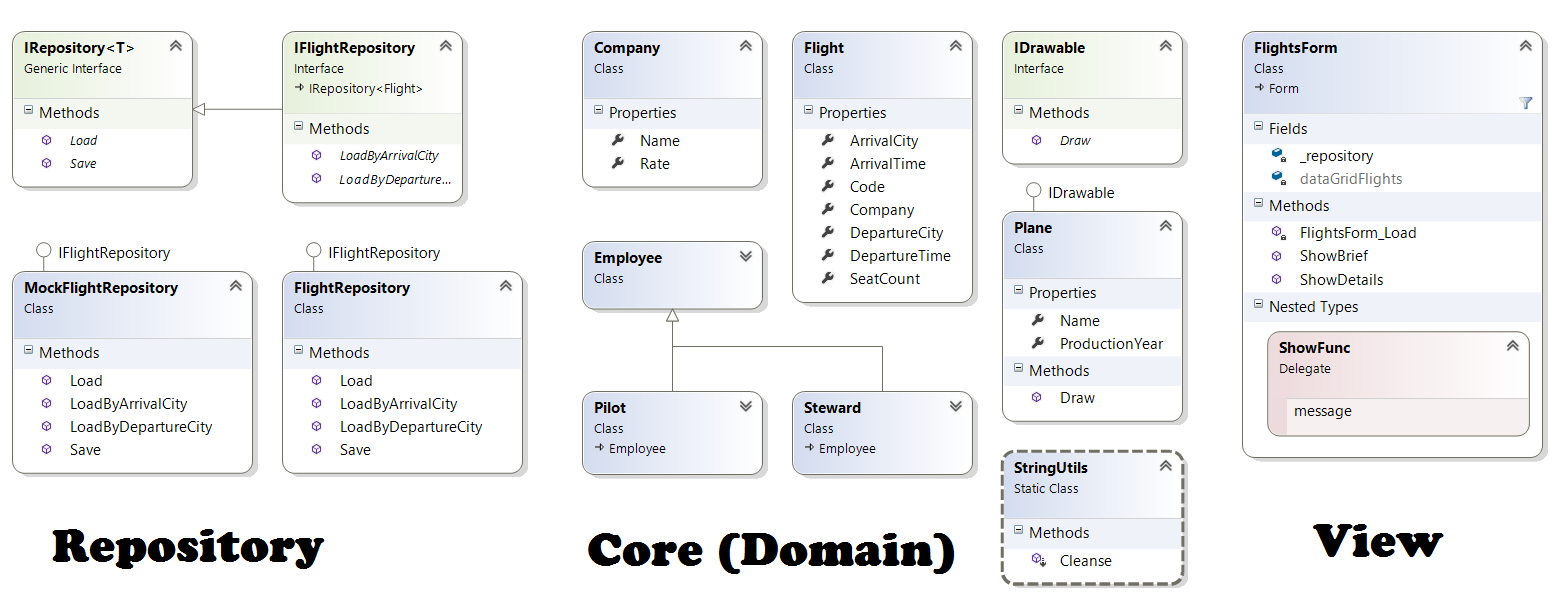 IRepository<T>
Generic Interface
Methods
Load
Save
IFlightRepository
Interface
IRepository<Flight>
Methods
LoadByArrivalCity
LoadByDeparture...
IFlightRepository
MockFlightRepository
Class
Methods
Load
LoadByArrivalCity
LoadByDepartureCity
Save
IFlightRepository
FlightRepository
Class
Methods
Load
LoadByArrivalCity
LoadByDepartureCity
Save
Repository
Company
Class
Properties
Name
Rate
Flight
Class
Properties
ArrivalCity
ArrivalTime
Code
Company
DepartureCity
DepartureTime
SeatCount
IDrawable
Interface
Methods
Draw
Employee
Class
Pilot
Class
Employee
Steward
Class
Employee
IDrawable
Plane
Class
Properties
Name
ProductionYear
Methods
Draw
StringUtils
Static Class
Methods
Cleanse
Core (Domain)
FlightsForm
Class
Form
Fields
_repository
dataGridFlights
Methods
FlightsForm_Load
ShowBrief
ShowDetails
Nested Types
ShowFunc
Delegate
message
View